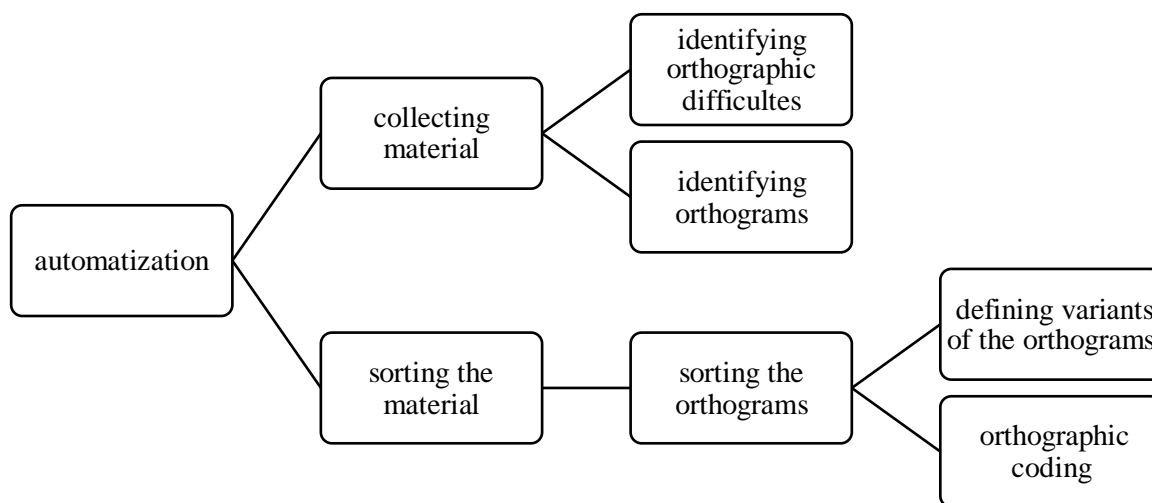 automatization
collecting
material
identifying
orthographic
difficultes
identifying
orthograms
sorting the
material
sorting the
orthograms
defining variants
of the orthograms
orthographic
coding